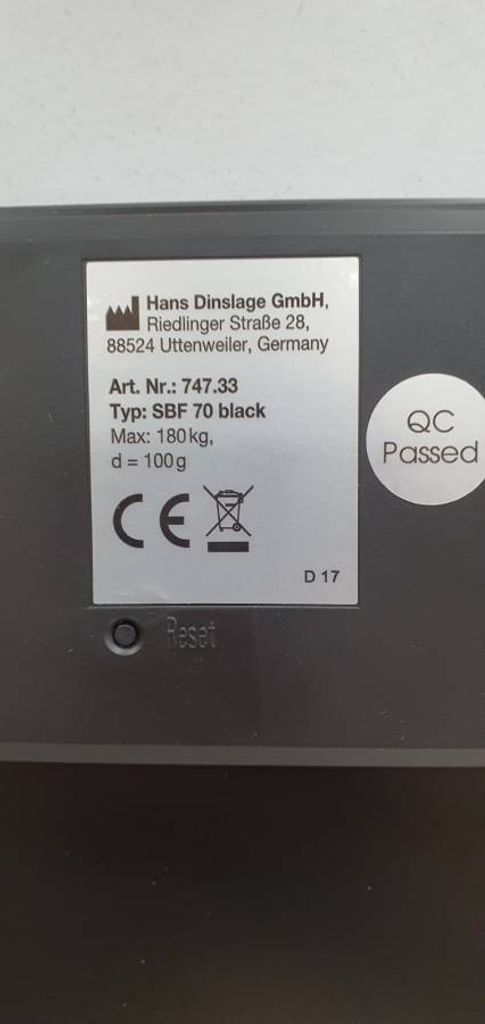 Hans Dinslage GmbH,
Riedlinger Straße 28,
88524 Uttenweiler, Germany
Art. Nr.: 747.33
Typ: SBF 70 black
Max: 180kg,
d = 100g
CE
D 17
QC
Passed
Reset